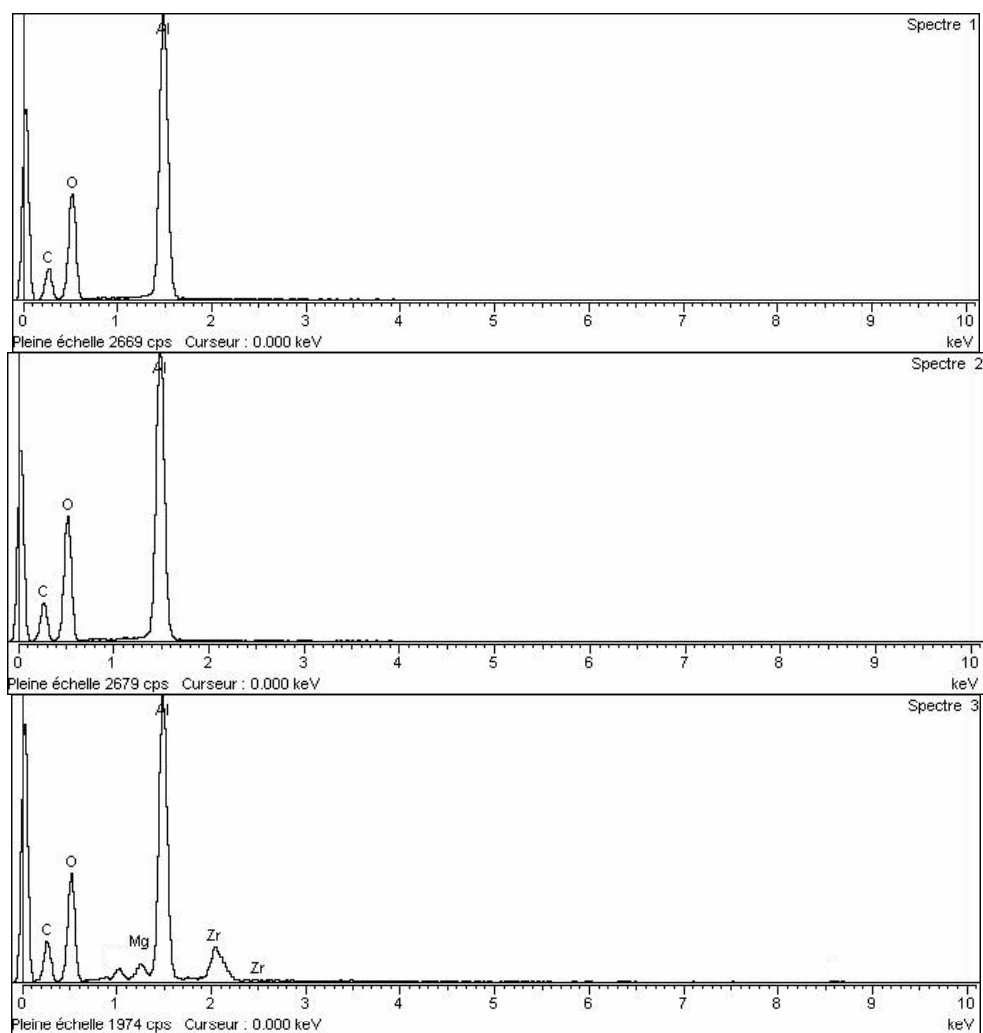 Spectre 1
Al
O
C
0 1 2 3 4 5 6 7 8 9 10
Pleine échelle 2669 cps Curseur : 0.000 keV keV
Spectre 2
Al
O
C
0 1 2 3 4 5 6 7 8 9 10
Pleine échelle 2679 cps Curseur : 0.000 keV keV
Spectre 3
Al
O
C
Mg
Zr
Zr
0 1 2 3 4 5 6 7 8 9 10
Pleine échelle 1974 cps Curseur : 0.000 keV keV